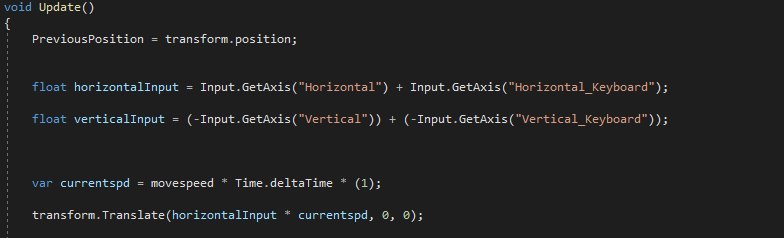 void Update()
{
PreviousPosition = transform.position;
float horizontalInput = Input.GetAxis("Horizontal") + Input.GetAxis("Horizontal_Keyboard");
float verticalInput = (-Input.GetAxis("Vertical")) + (-Input.GetAxis("Vertical_Keyboard"));
var currentspd = movespeed * Time.deltaTime * (1);
transform.Translate(horizontalInput * currentspd, 0, 0);